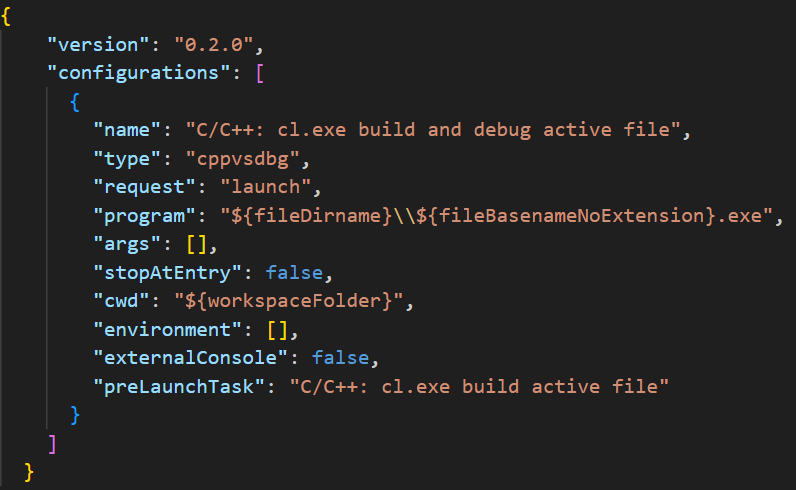 {
"version": "0.2.0",
"configurations": [
{
"name": "C/C++: cl.exe build and debug active file",
"type": "cppvsdbg",
"request": "launch",
"program": "${fileDirname}\\${fileBasenameNoExtension}.exe",
"args": [],
"stopAtEntry": false,
"cwd": "${workspaceFolder}",
"environment": [],
"externalConsole": false,
"preLaunchTask": "C/C++: cl.exe build active file"
}
]
}